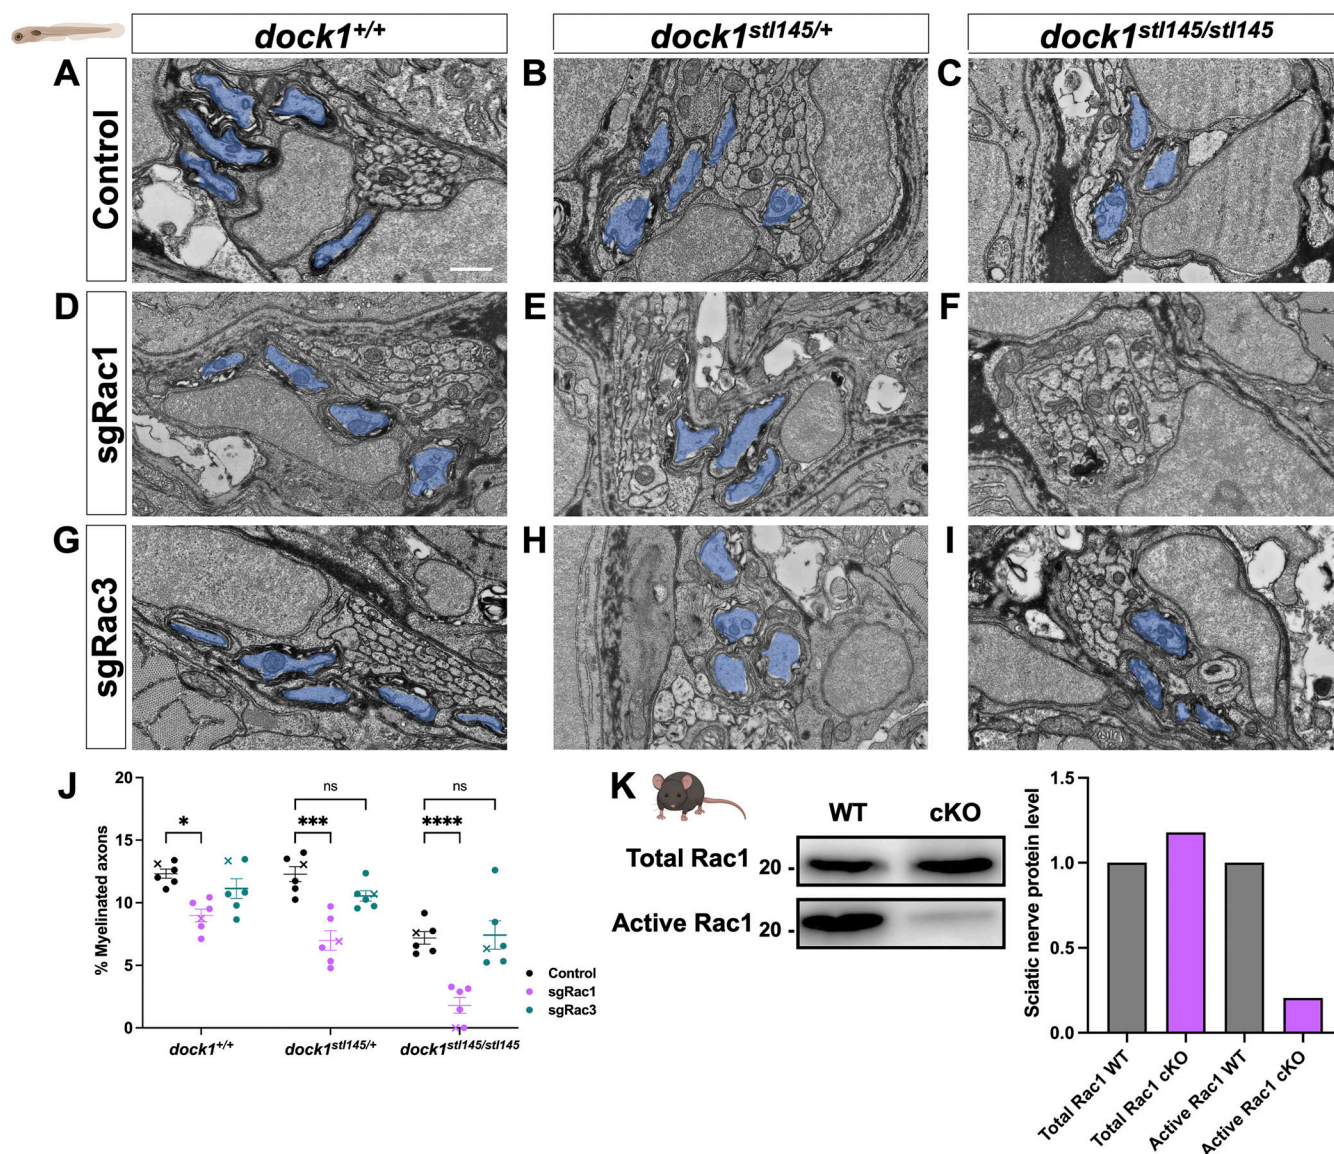 dock1+/+
dock1stl145/+
dock1stl145/stl145
Control
A
B
C
sgRac1
D
E
F
sgRac3
G
H
I
J
% Myelinated axons
20
15
10
5
0
*
***
ns
****
ns
Control
sgRac1
sgRac3
dock1+/+
dock1stl145/+
dock1stl145/stl145
K
WT cKO
Total Rac1 20 -
Active Rac1 20 -
Sciatic nerve protein level
1.5
1.0
0.5
0.0
Total Rac1 WT
Total Rac1 cKO
Active Rac1 WT
Active Rac1 cKO